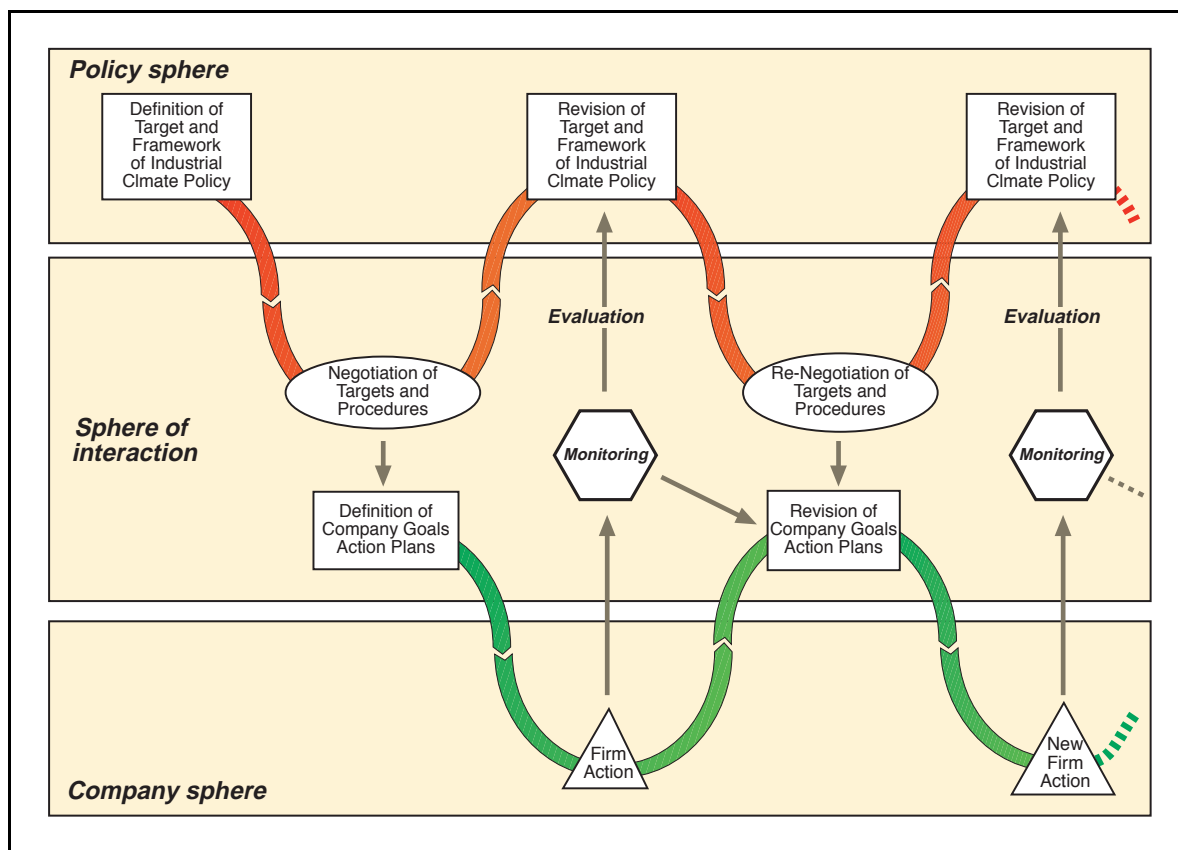 Policy sphere
Definition of
Target and
Framework
of Industrial
Clmate Policy
Revision of
Target and
Framework
of Industrial
Clmate Policy
Revision of
Target and
Framework
of Industrial
Clmate Policy
Evaluation
Evaluation
Negotiation of
Targets and
Procedures
Re-Negotiation of
Targets and
Procedures
Sphere of
interaction
Monitoring
Monitoring
Definition of
Company Goals
Action Plans
Revision of
Company Goals
Action Plans
Firm
Action
New
Firm
Action
Company sphere